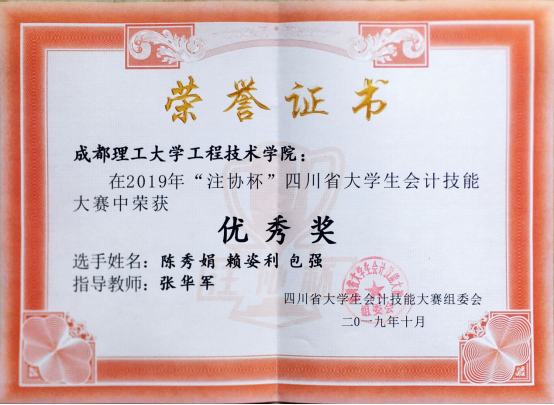 荣誉证书
成都理工大学工程技术学院：
在2019年“注协杯”四川省大学生会计技能
大赛中荣获
优秀奖
选手姓名：陈秀娟 赖姿利 包强
指导教师：张华军
四川省大学生会计技能大赛组委会
二0一九年十月
注协杯